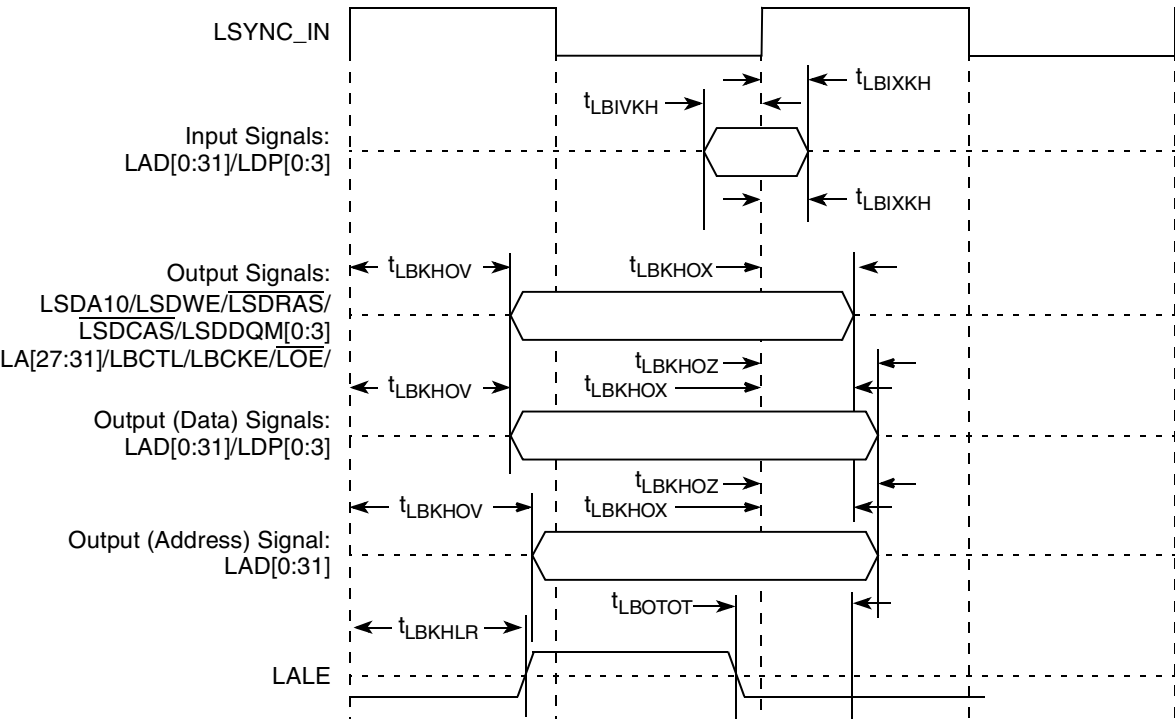 LSYNC_IN
tLBIXKH
tLBIVKH
Input Signals:
LAD[0:31]/LDP[0:3]
tLBIXKH
Output Signals:
tLBKHOV
tLBKHOX
LSDA10/LSDWE/LSDRAS/
LSDCAS/LSDDQM[0:3]
LA[27:31]/LBCTL/LBCKE/LOE/
tLBKHOZ
tLBKHOV
tLBKHOX
Output (Data) Signals:
LAD[0:31]/LDP[0:3]
tLBKHOZ
tLBKHOV
tLBKHOX
Output (Address) Signal:
LAD[0:31]
tLBOTOT
tLBKHLR
LALE